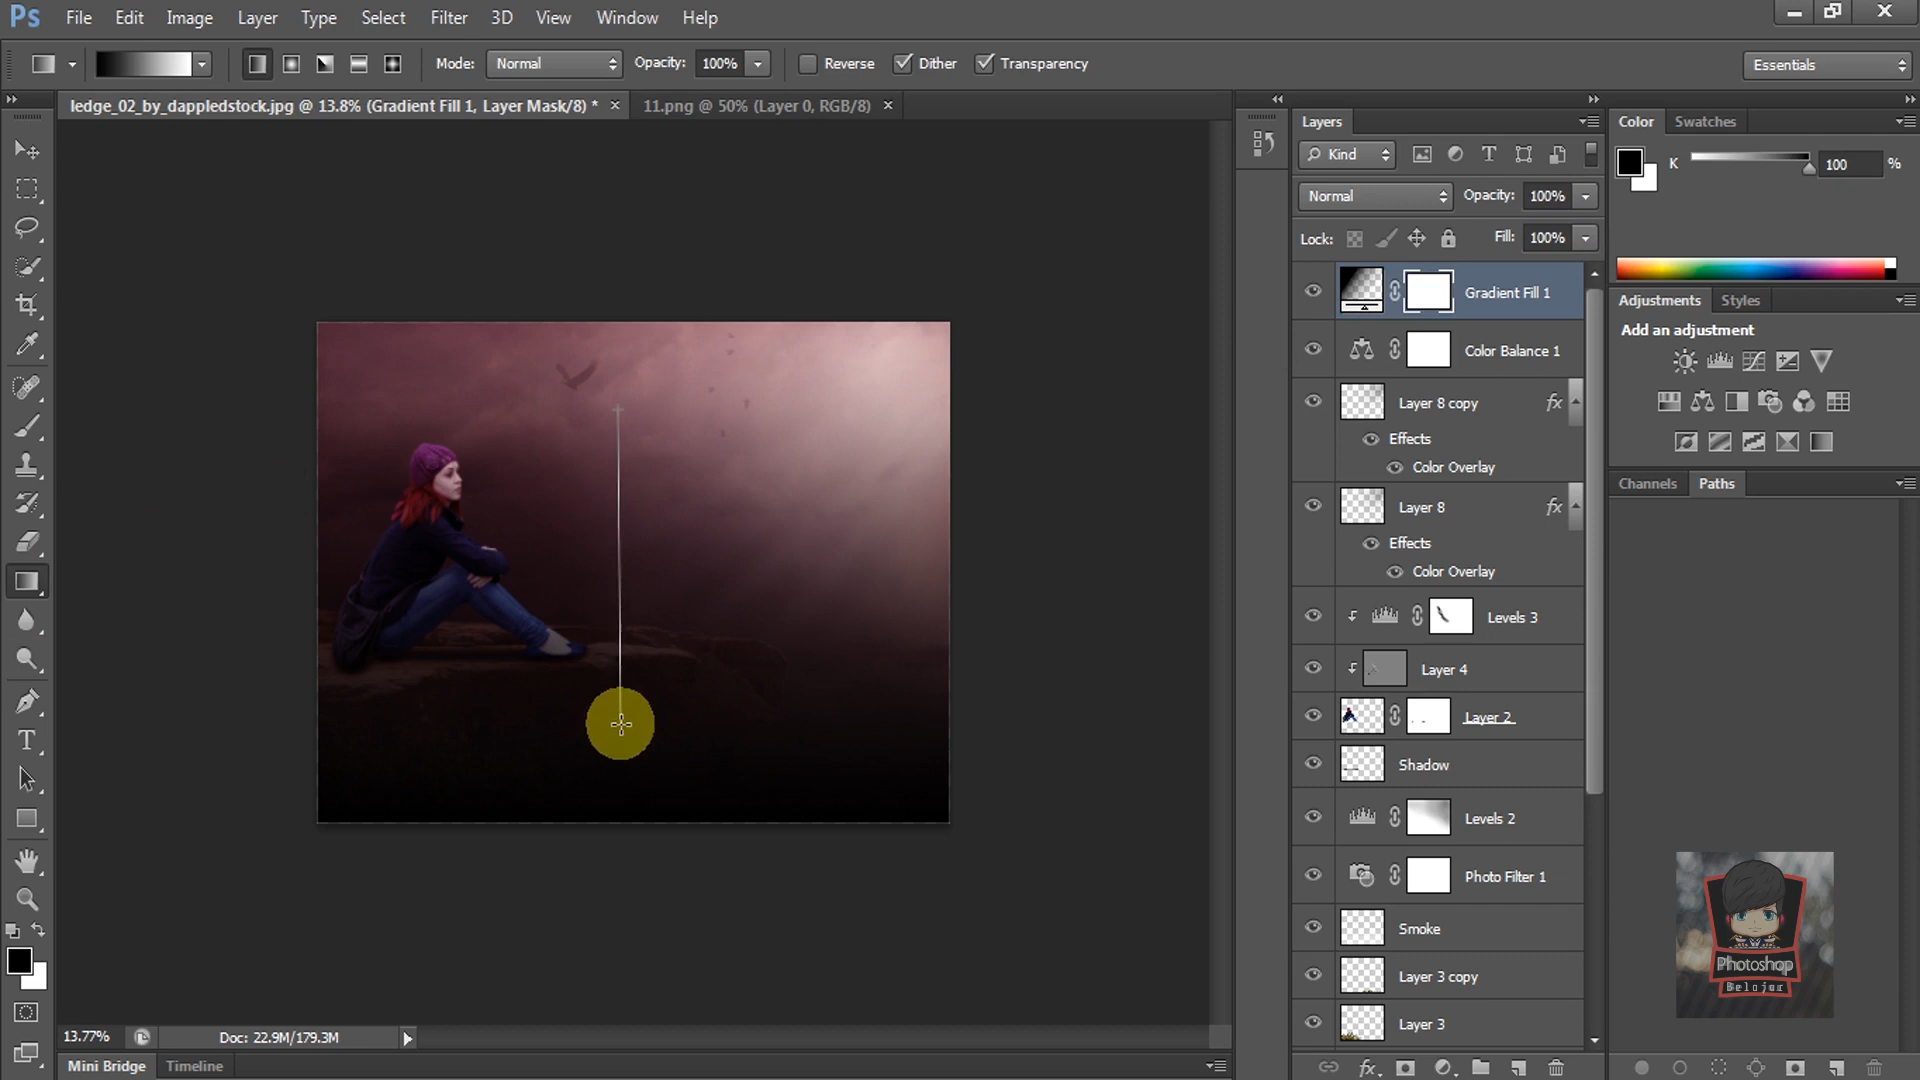 Ps File Edit Image Layer Type Select Filter 3D View Window Help
Mode: Normal Opacity: 100% Reverse Dither Transparency Essentials
ledge_02_by_dappledstock.jpg @ 13.8% (Gradient Fill 1, Layer Mask/8) * × 11.png @ 50% (Layer 0, RGB/8) ×
Layers
Kind
Normal Opacity: 100%
Lock: Fill: 100%
Gradient Fill 1
Color Balance 1
Layer 8 copy fx
Effects
Color Overlay
Layer 8 fx
Effects
Color Overlay
Levels 3
Layer 4
Layer 2
Shadow
Levels 2
Photo Filter 1
Smoke
Layer 3 copy
Layer 3
fx
Color Swatches
K 100 %
Adjustments Styles
Add an adjustment
Channels Paths
Photoshop
Belajar
T
13.77% Doc: 22.9M/179.3M
Mini Bridge Timeline